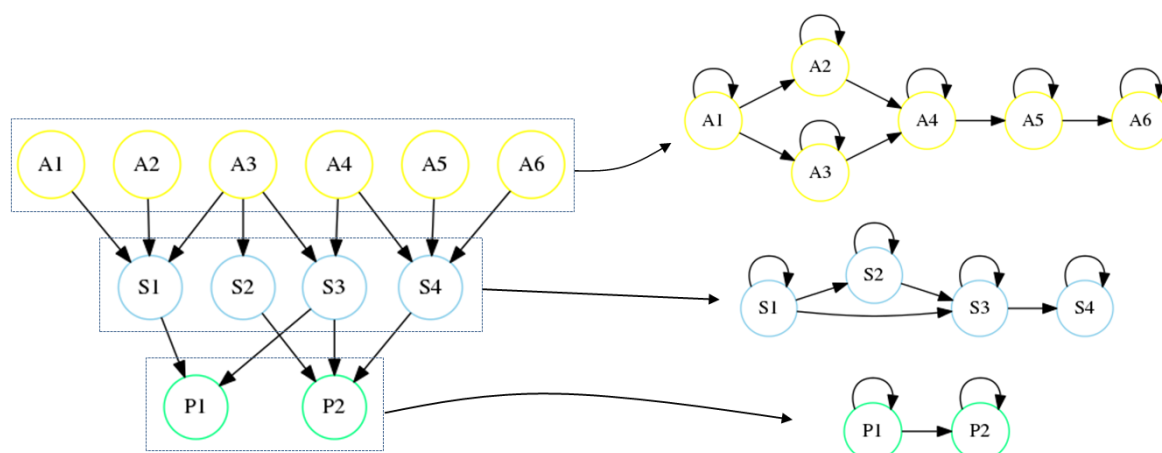 A1 A2 A3 A4 A5 A6
S1 S2 S3 S4
P1 P2
A2
A1 A4 A5 A6
A3
S2
S1 S3 S4
P1 P2